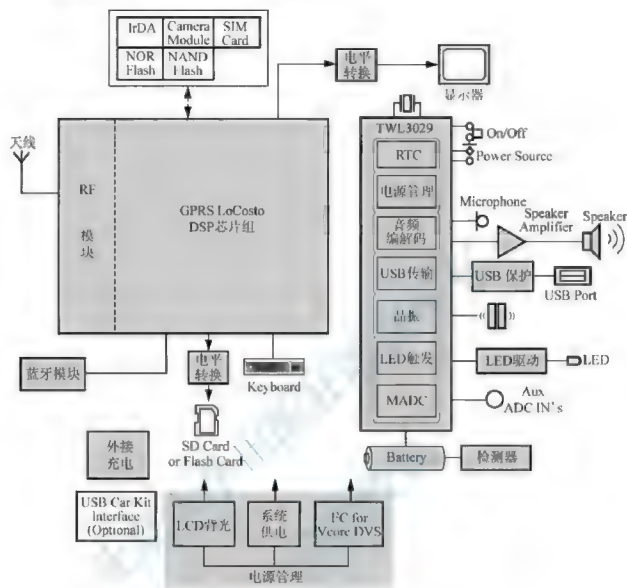 IrDA
Camera
Module
SIM
Card
NOR
Flash
NAND
Flash
电平
转换
显示器
天线
RF
模
块
GPRS LoCosto
DSP芯片组
TWL3029
RTC
电源管理
音频
编解码
USB传输
晶振
LED触发
MADC
On/Off
Power Source
Microphone
Speaker
Amplifier
Speaker
USB 保护
USB Port
LED驱动
LED
Aux
ADC IN's
蓝牙模块
电平
转换
Keyboard
SD Card
or Flash Card
Battery
检测器
外接
充电
USB Car Kit
Interface
(Optional)
LCD背光
系统
供电
I²C for
Vcore DVS
电源管理